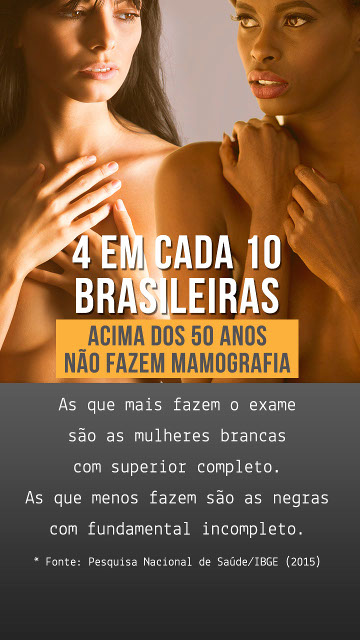 4 EM CADA 10
BRASILEIRAS
ACIMA DOS 50 ANOS
NÃO FAZEM MAMOGRAFIA
As que mais fazem o exame
são as mulheres brancas
com superior completo.
As que menos fazem são as negras
com fundamental incompleto.
* Fonte: Pesquisa Nacional de Saúde/IBGE (2015)